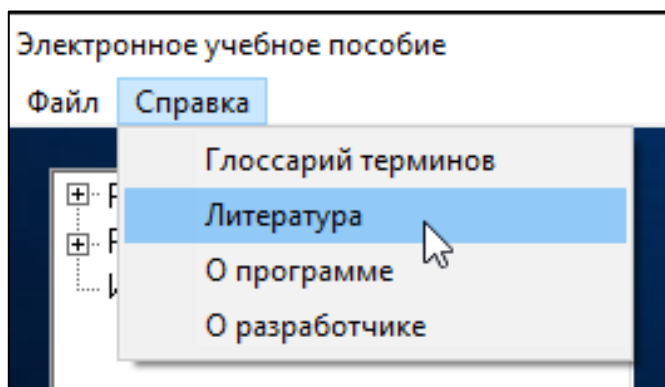 Электронное учебное пособие
Файл Справка
Глоссарий терминов
Литература
О программе
О разработчике